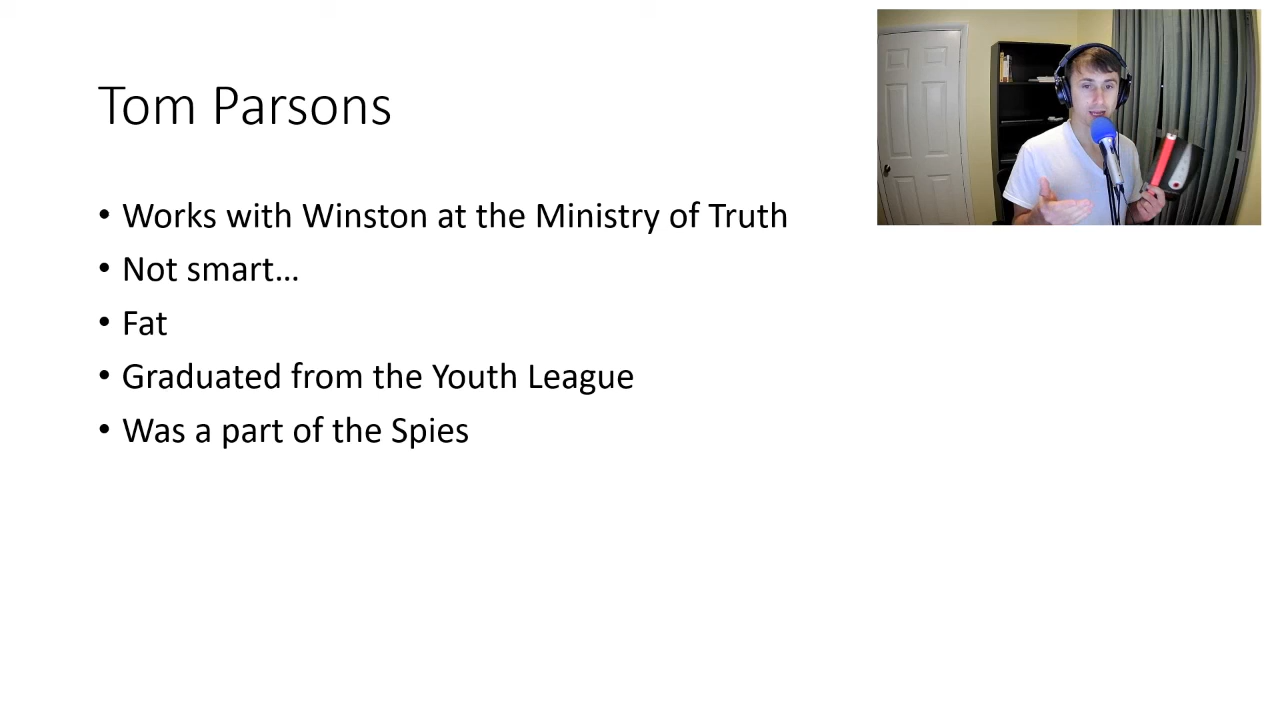 Tom Parsons
• Works with Winston at the Ministry of Truth
• Not smart…
• Fat
• Graduated from the Youth League
• Was a part of the Spies